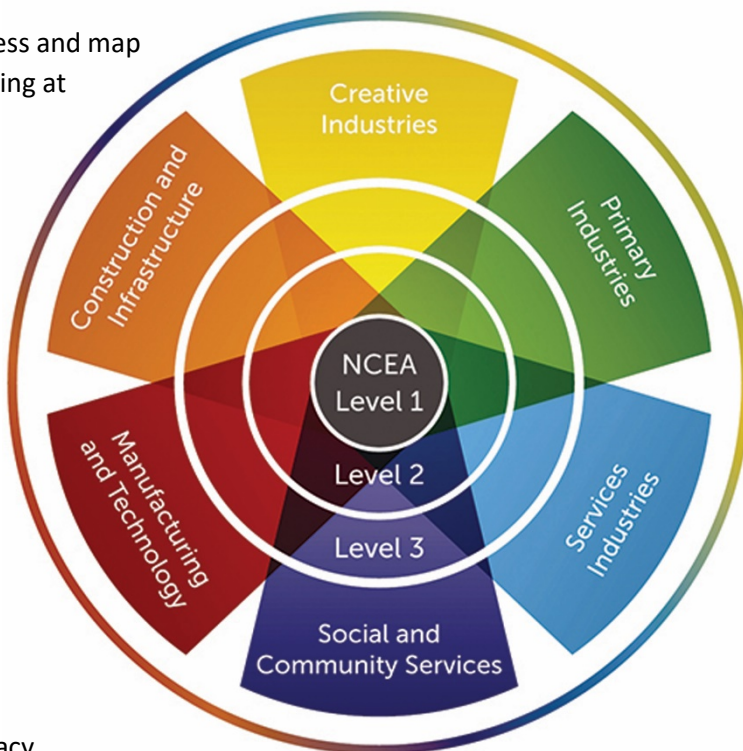 ess and map
ing at
Creative
Industries
Construction and
Infrastructure
Primary
Industries
NCEA
Level 1
Level 2
Level 3
Manufacturing
and Technology
Services
Industries
Social and
Community Services
acy